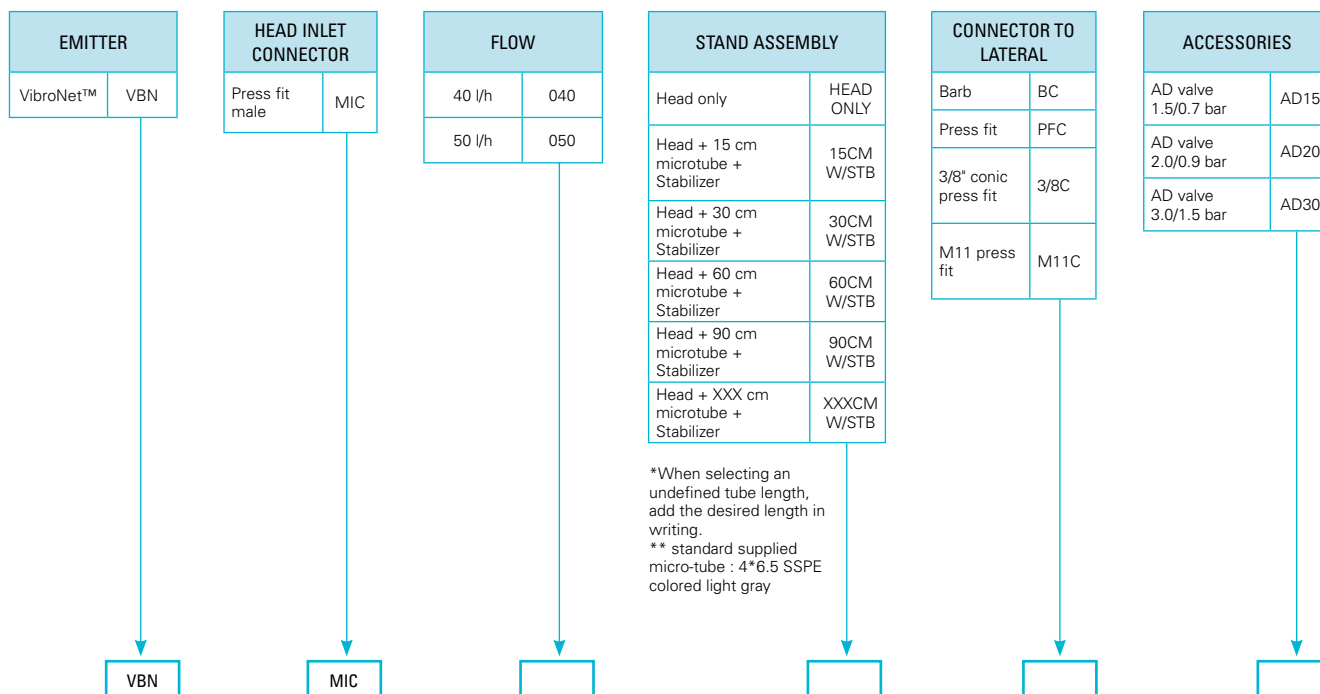 EMITTER
VibroNet™ VBN
HEAD INLET
CONNECTOR
Press fit
male
MIC
FLOW
40 l/h 040
50 l/h 050
STAND ASSEMBLY
Head only
HEAD
ONLY
Head + 15 cm
microtube +
Stabilizer
15CM
W/STB
Head + 30 cm
microtube +
Stabilizer
30CM
W/STB
Head + 60 cm
microtube +
Stabilizer
60CM
W/STB
Head + 90 cm
microtube +
Stabilizer
90CM
W/STB
Head + XXX cm
microtube +
Stabilizer
XXXCM
W/STB
*When selecting an
undefined tube length,
add the desired length in
writing.
** standard supplied
micro-tube : 4*6.5 SSPE
colored light gray
CONNECTOR TO
LATERAL
Barb BC
Press fit PFC
3/8" conic
press fit
3/8C
M11 press
fit
M11C
ACCESSORIES
AD valve
1.5/0.7 bar
AD15
AD valve
2.0/0.9 bar
AD20
AD valve
3.0/1.5 bar
AD30
VBN
MIC